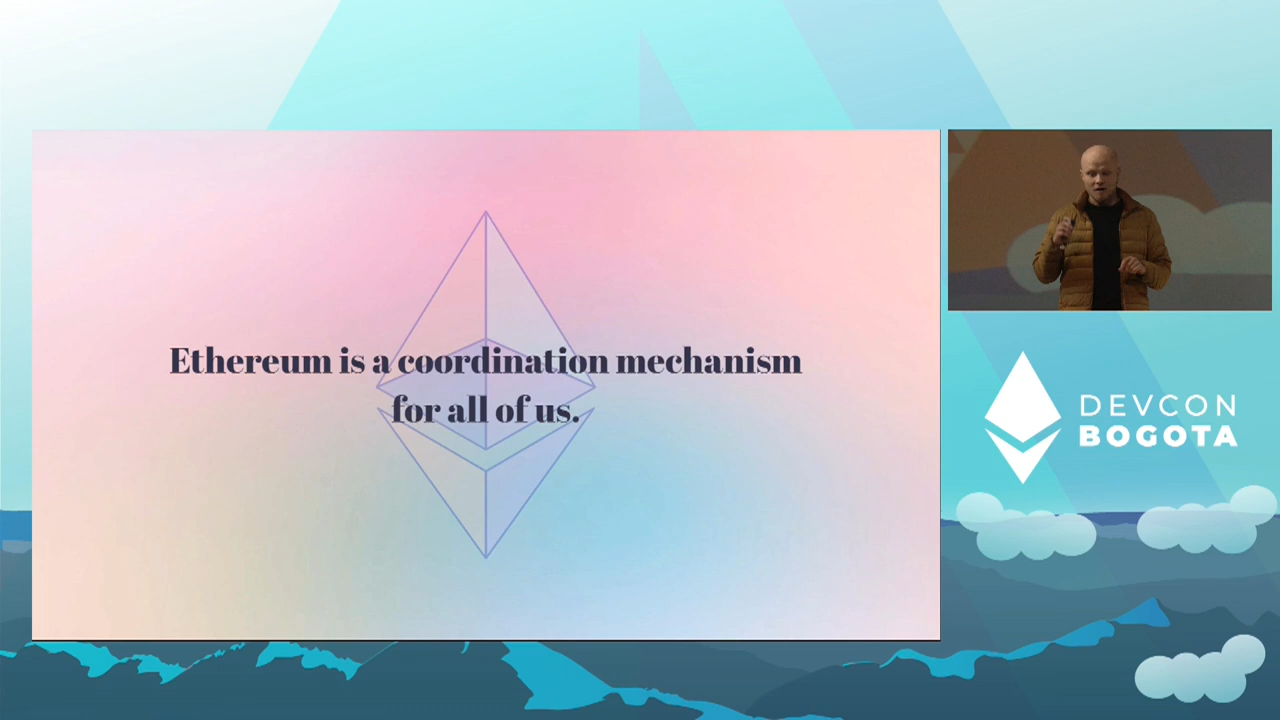 Ethereum is a coordination mechanism
for all of us.
DEVCON
BOGOTA